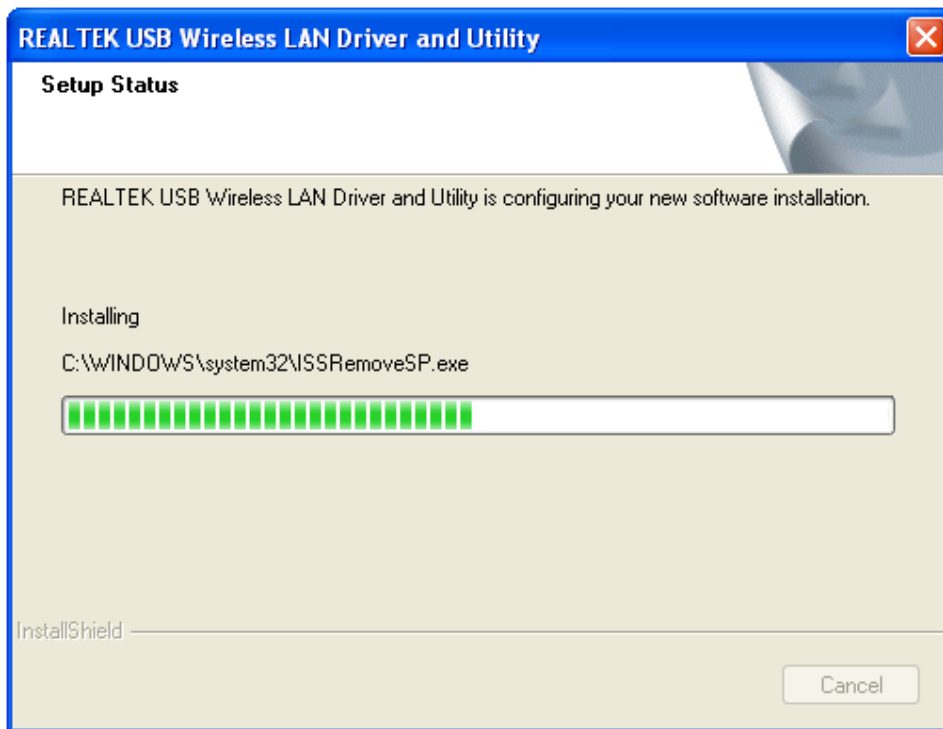 REALTEK USB Wireless LAN Driver and Utility
Setup Status
REALTEK USB Wireless LAN Driver and Utility is configuring your new software installation.
Installing
C:\WINDOWS\system32\ISSRemoveSP.exe
InstallShield
Cancel